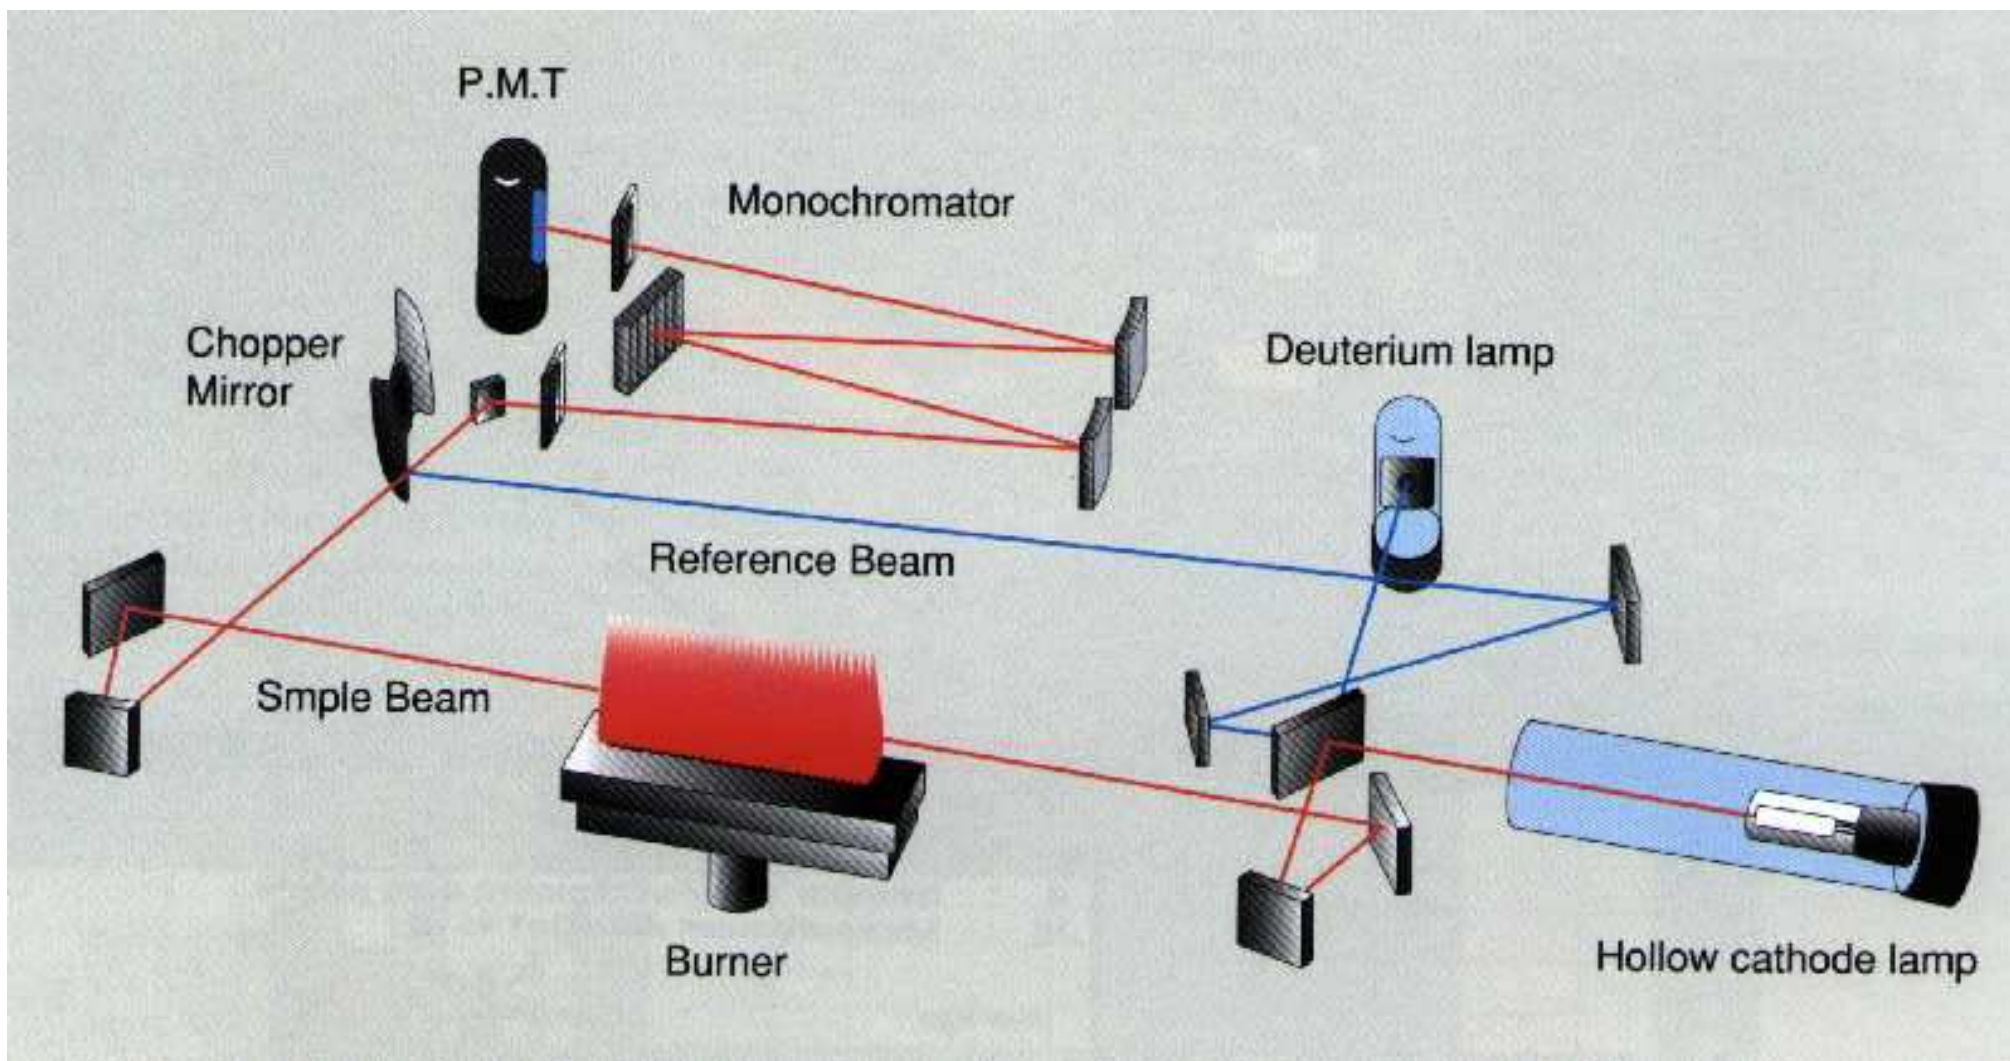 P.M.T
Monochromator
Chopper
Mirror
Deuterium lamp
Reference Beam
Smple Beam
Burner
Hollow cathode lamp